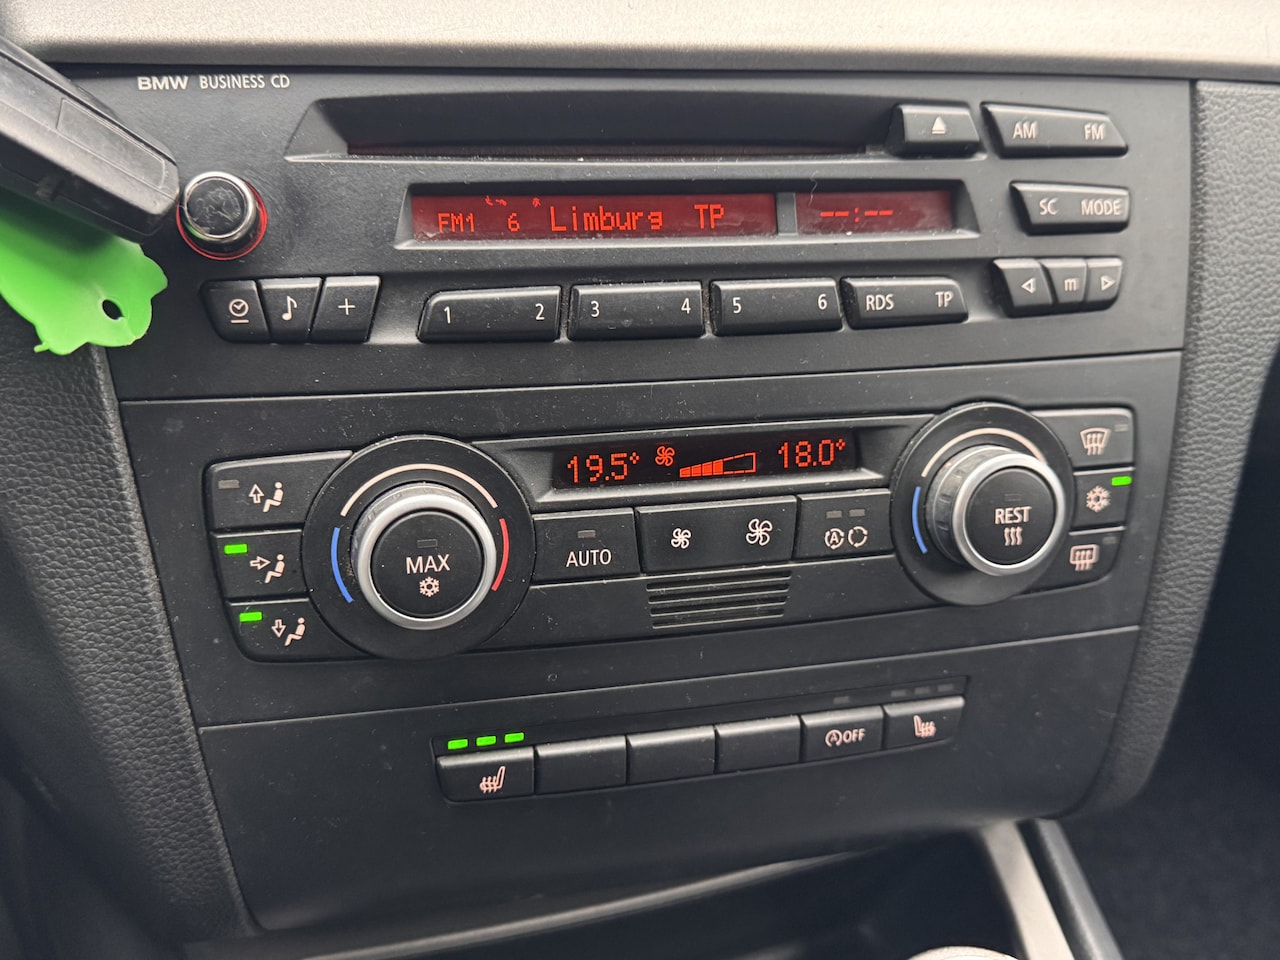 BMW BUSINESS CD
AM FM
FM1 6 Limburg TP --:--
SC MODE
1 2 3 4 5 6 RDS TP
m
19.5° 18.0°
MAX
AUTO
A
REST
A OFF